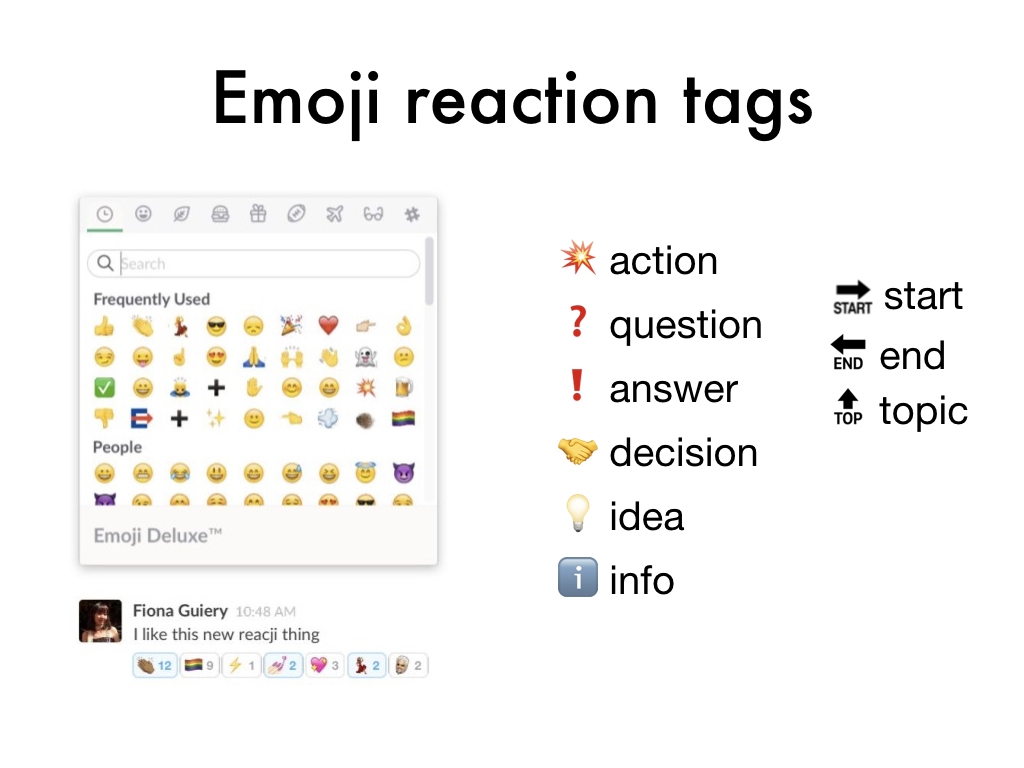 Emoji reaction tags
Search
Frequently Used
People
Emoji Deluxe™
Fiona Guiery 10:48 AM
I like this new reacji thing
12 9 1 2 3 2 2
action
question
answer
decision
idea
info
START start
END end
TOP topic